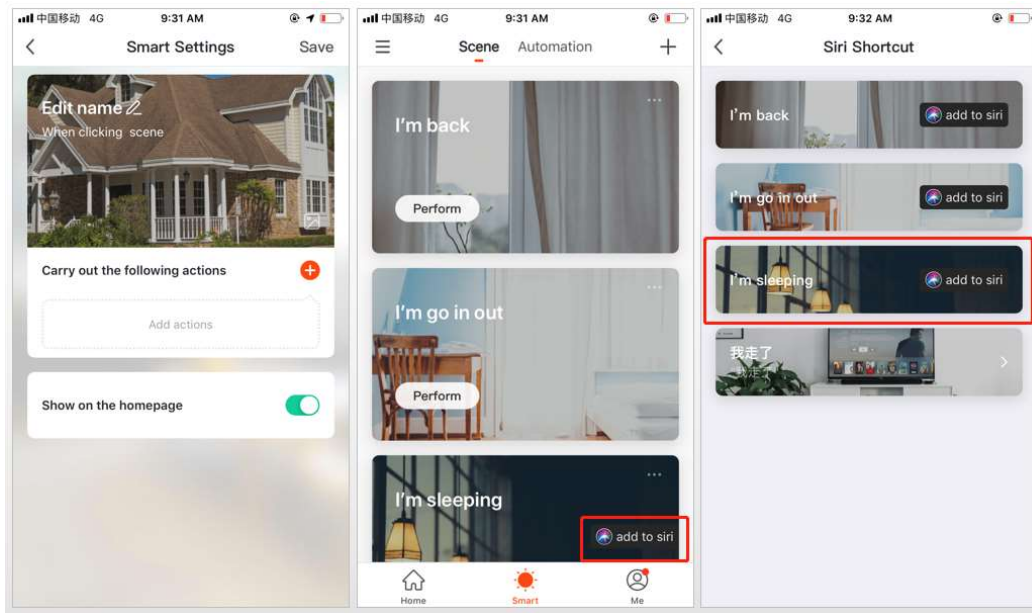 中国移动 4G 9:31 AM
Smart Settings Save
Edit name
When clicking scene
Carry out the following actions
Add actions
Show on the homepage
中国移动 4G 9:31 AM
Scene Automation
I'm back
Perform
I'm go in out
Perform
I'm sleeping
add to siri
Home Smart Me
中国移动 4G 9:32 AM
Siri Shortcut
I'm back add to siri
I'm go in out add to siri
I'm sleeping add to siri
我走了
"我走了"